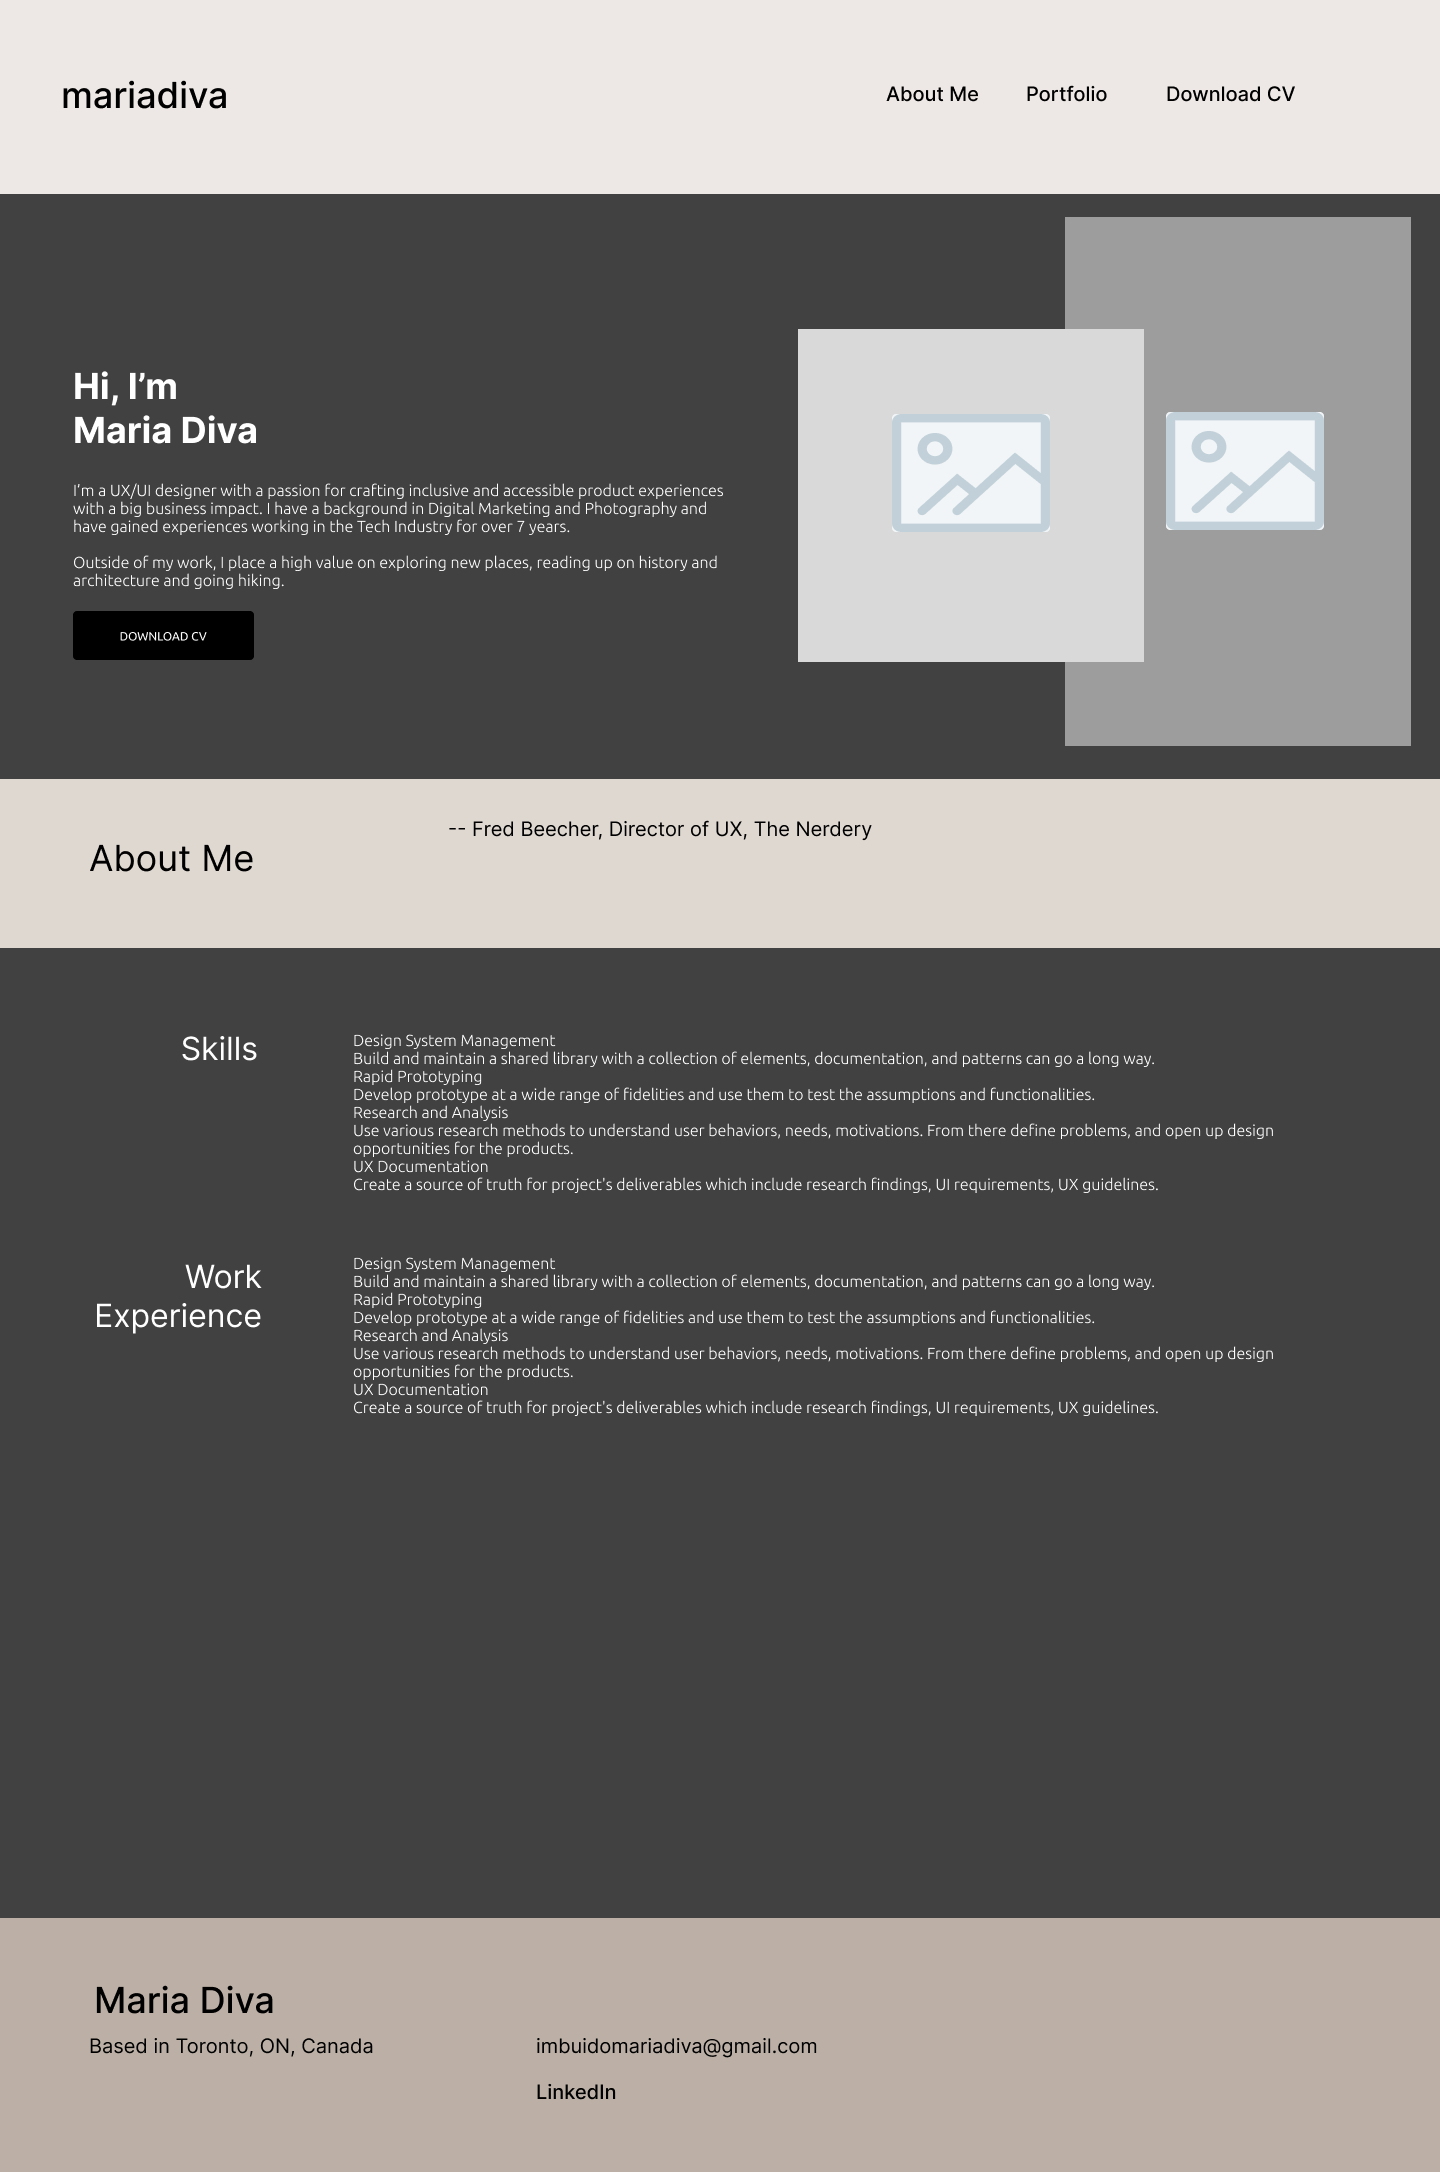 mariadiva
About Me
Portfolio
Download CV
Hi, I’m
Maria Diva
I’m a UX/UI designer with a passion for crafting inclusive and accessible product experiences
with a big business impact. I have a background in Digital Marketing and Photography and
have gained experiences working in the Tech Industry for over 7 years.
Outside of my work, I place a high value on exploring new places, reading up on history and
architecture and going hiking.
DOWNLOAD CV
-- Fred Beecher, Director of UX, The Nerdery
About Me
Skills
Design System Management
Build and maintain a shared library with a collection of elements, documentation, and patterns can go a long way.
Rapid Prototyping
Develop prototype at a wide range of fidelities and use them to test the assumptions and functionalities.
Research and Analysis
Use various research methods to understand user behaviors, needs, motivations. From there define problems, and open up design
opportunities for the products.
UX Documentation
Create a source of truth for project's deliverables which include research findings, UI requirements, UX guidelines.
Work
Experience
Design System Management
Build and maintain a shared library with a collection of elements, documentation, and patterns can go a long way.
Rapid Prototyping
Develop prototype at a wide range of fidelities and use them to test the assumptions and functionalities.
Research and Analysis
Use various research methods to understand user behaviors, needs, motivations. From there define problems, and open up design
opportunities for the products.
UX Documentation
Create a source of truth for project's deliverables which include research findings, UI requirements, UX guidelines.
Maria Diva
Based in Toronto, ON, Canada
imbuidomariadiva@gmail.com
LinkedIn